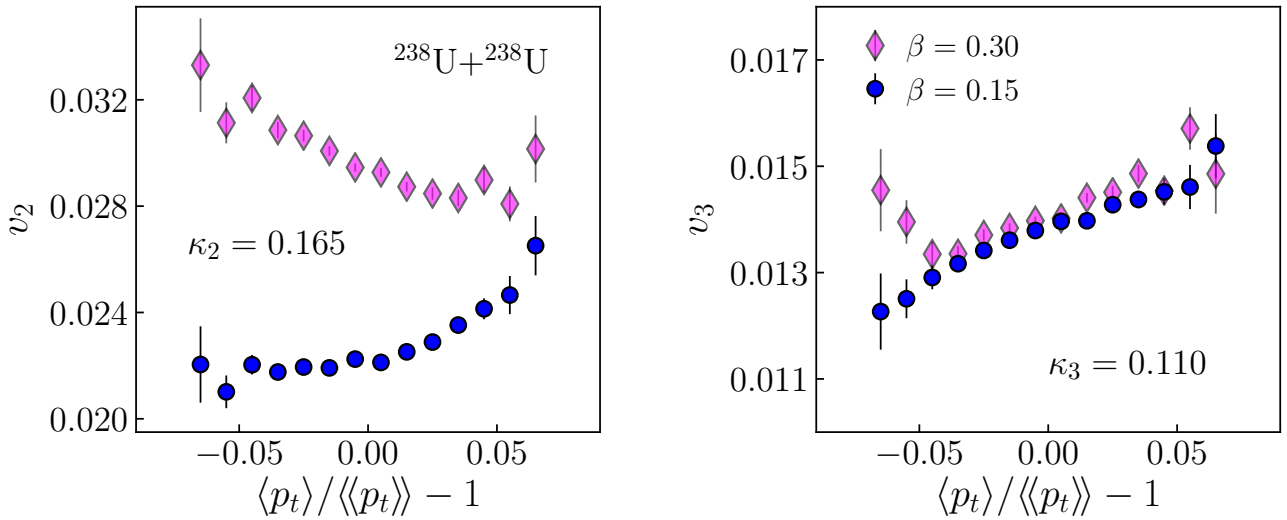 ²³⁸U+²³⁸U
0.032
0.028
v₂
κ₂ = 0.165
0.024
0.020
−0.05 0.00 0.05
⟨pₜ⟩/⟪pₜ⟫ − 1
0.017
β = 0.30
β = 0.15
0.015
v₃
0.013
κ₃ = 0.110
0.011
−0.05 0.00 0.05
⟨pₜ⟩/⟪pₜ⟫ − 1